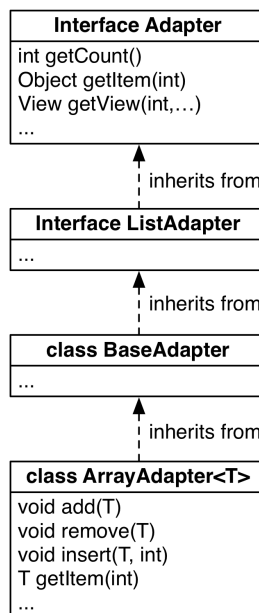 Interface Adapter
int getCount()
Object getItem(int)
View getView(int,…)
...
inherits from
Interface ListAdapter
...
inherits from
class BaseAdapter
...
inherits from
class ArrayAdapter<T>
void add(T)
void remove(T)
void insert(T, int)
T getItem(int)
...